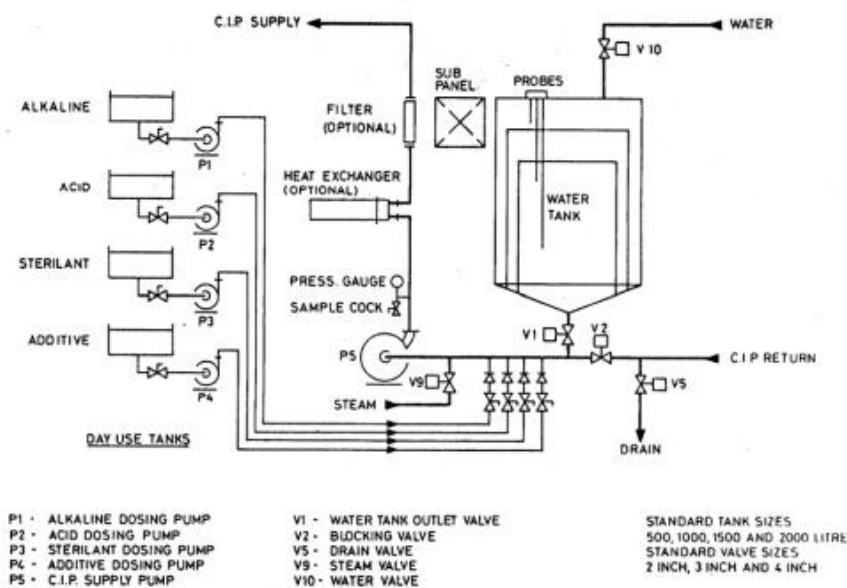 C.I.P. SUPPLY
WATER
V 10
SUB
PANEL
PROBES
ALKALINE
FILTER
(OPTIONAL)
P1
HEAT EXCHANGER
(OPTIONAL)
ACID
WATER
TANK
P2
STERILANT
PRESS. GAUGE
SAMPLE COCK
P3
V1
V2
ADDITIVE
P5
C.I.P RETURN
V9
V5
P4
STEAM
DAY USE TANKS
DRAIN
P1 - ALKALINE DOSING PUMP
P2 - ACID DOSING PUMP
P3 - STERILANT DOSING PUMP
P4 - ADDITIVE DOSING PUMP
P5 - C.I.P. SUPPLY PUMP
V1 - WATER TANK OUTLET VALVE
V2 - BLOCKING VALVE
V5 - DRAIN VALVE
V9 - STEAM VALVE
V10 - WATER VALVE
STANDARD TANK SIZES
500, 1000, 1500 AND 2000 LITRE
STANDARD VALVE SIZES
2 INCH, 3 INCH AND 4 INCH